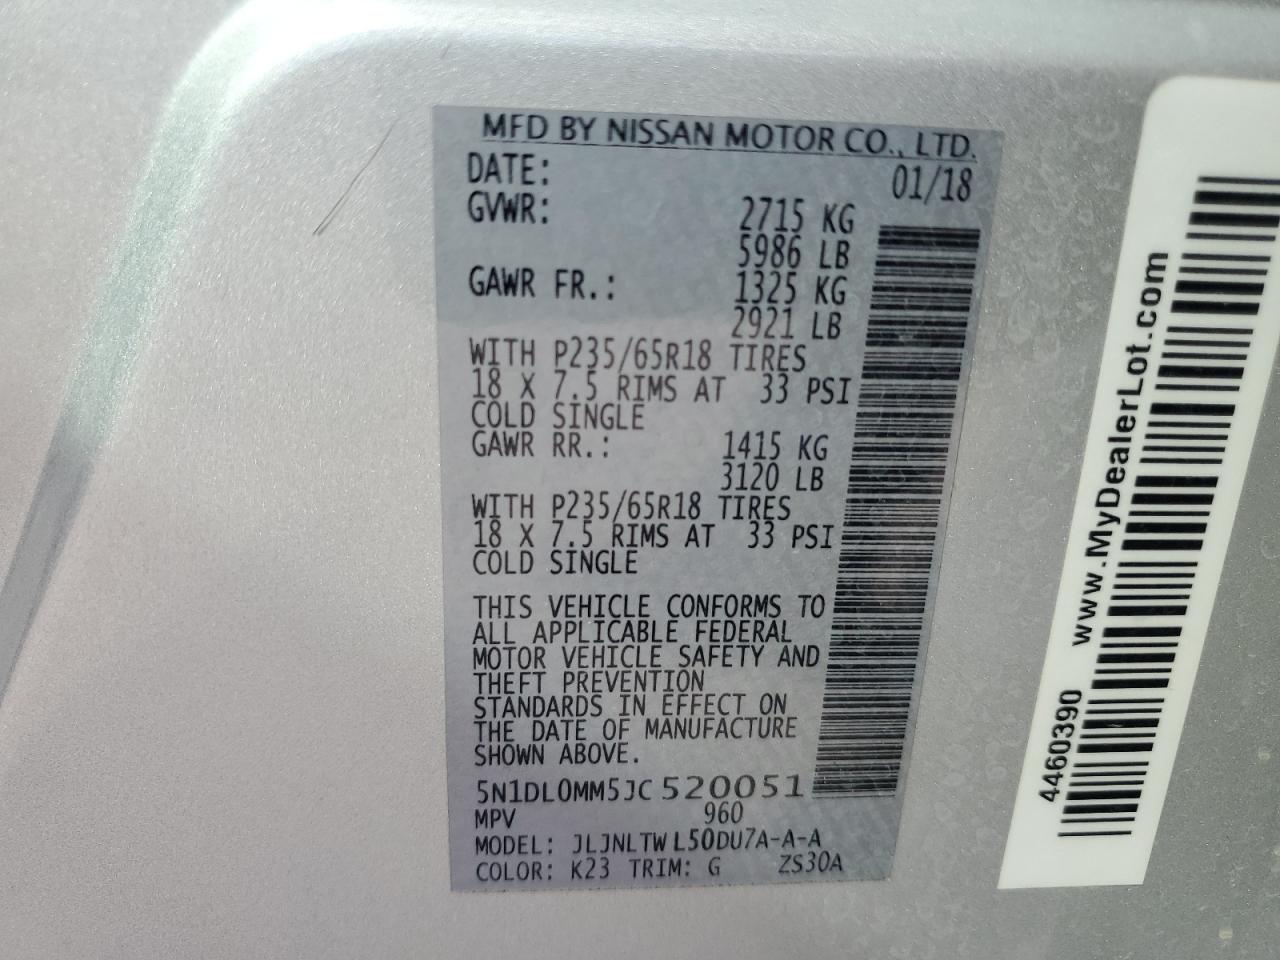 MFD BY NISSAN MOTOR CO., LTD.
DATE: 01/18
GVWR: 2715 KG
5986 LB
GAWR FR.: 1325 KG
2921 LB
WITH P235/65R18 TIRES
18 X 7.5 RIMS AT 33 PSI
COLD SINGLE
GAWR RR.: 1415 KG
3120 LB
WITH P235/65R18 TIRES
18 X 7.5 RIMS AT 33 PSI
COLD SINGLE
THIS VEHICLE CONFORMS TO
ALL APPLICABLE FEDERAL
MOTOR VEHICLE SAFETY AND
THEFT PREVENTION
STANDARDS IN EFFECT ON
THE DATE OF MANUFACTURE
SHOWN ABOVE.
5N1DL0MM5JC520051
MPV 960
MODEL: JLJNLTWL50DU7A-A-A
COLOR: K23 TRIM: G ZS30A
4460390 www.MyDealerLot.com